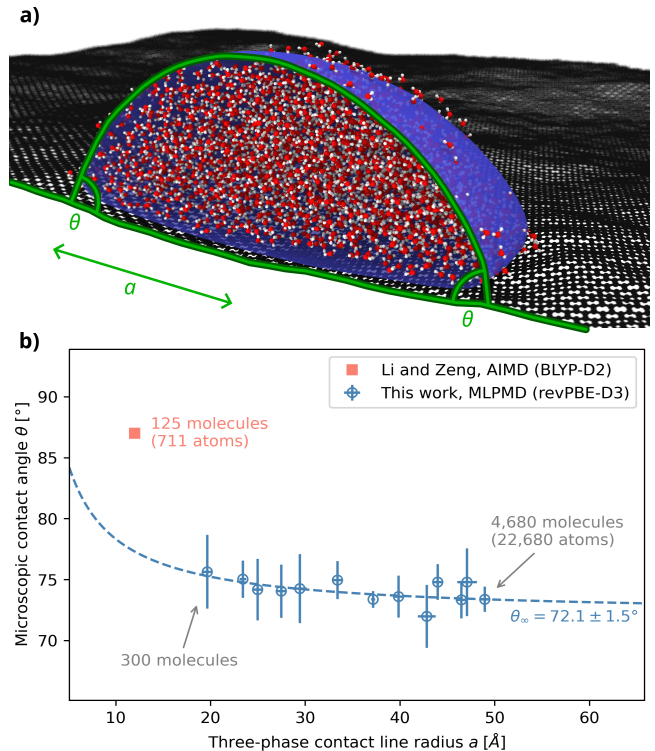 a)
θ
a
θ
b)
Li and Zeng, AIMD (BLYP-D2)
This work, MLPMD (revPBE-D3)
125 molecules
(711 atoms)
4,680 molecules
(22,680 atoms)
θ∞ = 72.1 ± 1.5°
300 molecules
Microscopic contact angle θ [°]
90
85
80
75
70
10 20 30 40 50 60
Three-phase contact line radius a [Å]